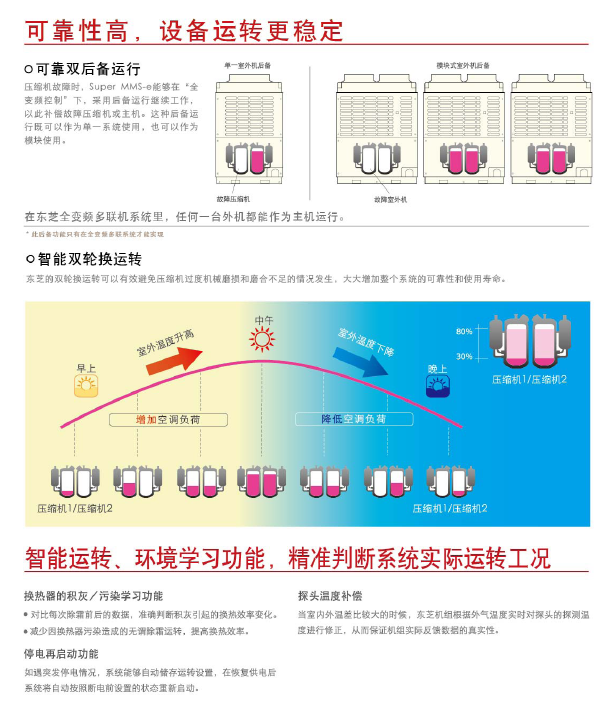 可靠性高，设备运转更稳定
可靠双后备运行
压缩机故障时，Super MMS-e能够在“全
变频控制”下，采用后备运行继续工作，
以此补偿故障压缩机或主机。这种后备运
行既可以作为单一系统使用，也可以作为
模块使用。
单一室外机后备
故障压缩机
模块式室外机后备
故障室外机
在东芝全变频多联机系统里，任何一台外机都能作为主机运行。
* 此后备功能只有在全变频多联系统才能实现
智能双轮换运转
东芝的双轮换运转可以有效避免压缩机过度机械磨损和磨合不足的情况发生，大大增加整个系统的可靠性和使用寿命。
早上
室外温度升高
中午
室外温度下降
晚上
80%
30%
压缩机1/压缩机2
增加空调负荷
降低空调负荷
压缩机1/压缩机2
压缩机1/压缩机2
智能运转、环境学习功能，精准判断系统实际运转工况
换热器的积灰／污染学习功能
● 对比每次除霜前后的数据，准确判断积灰引起的换热效率变化。
● 减少因换热器污染造成的无谓除霜运转，提高换热效率。
停电再启动功能
如遇突发停电情况，系统能够自动储存运转设置，在恢复供电后
系统将自动按照断电前设置的状态重新启动。
探头温度补偿
当室内外温差比较大的时候，东芝机组根据外气温度实时对探头的探测温
度进行修正，从而保证机组实际反馈数据的真实性。